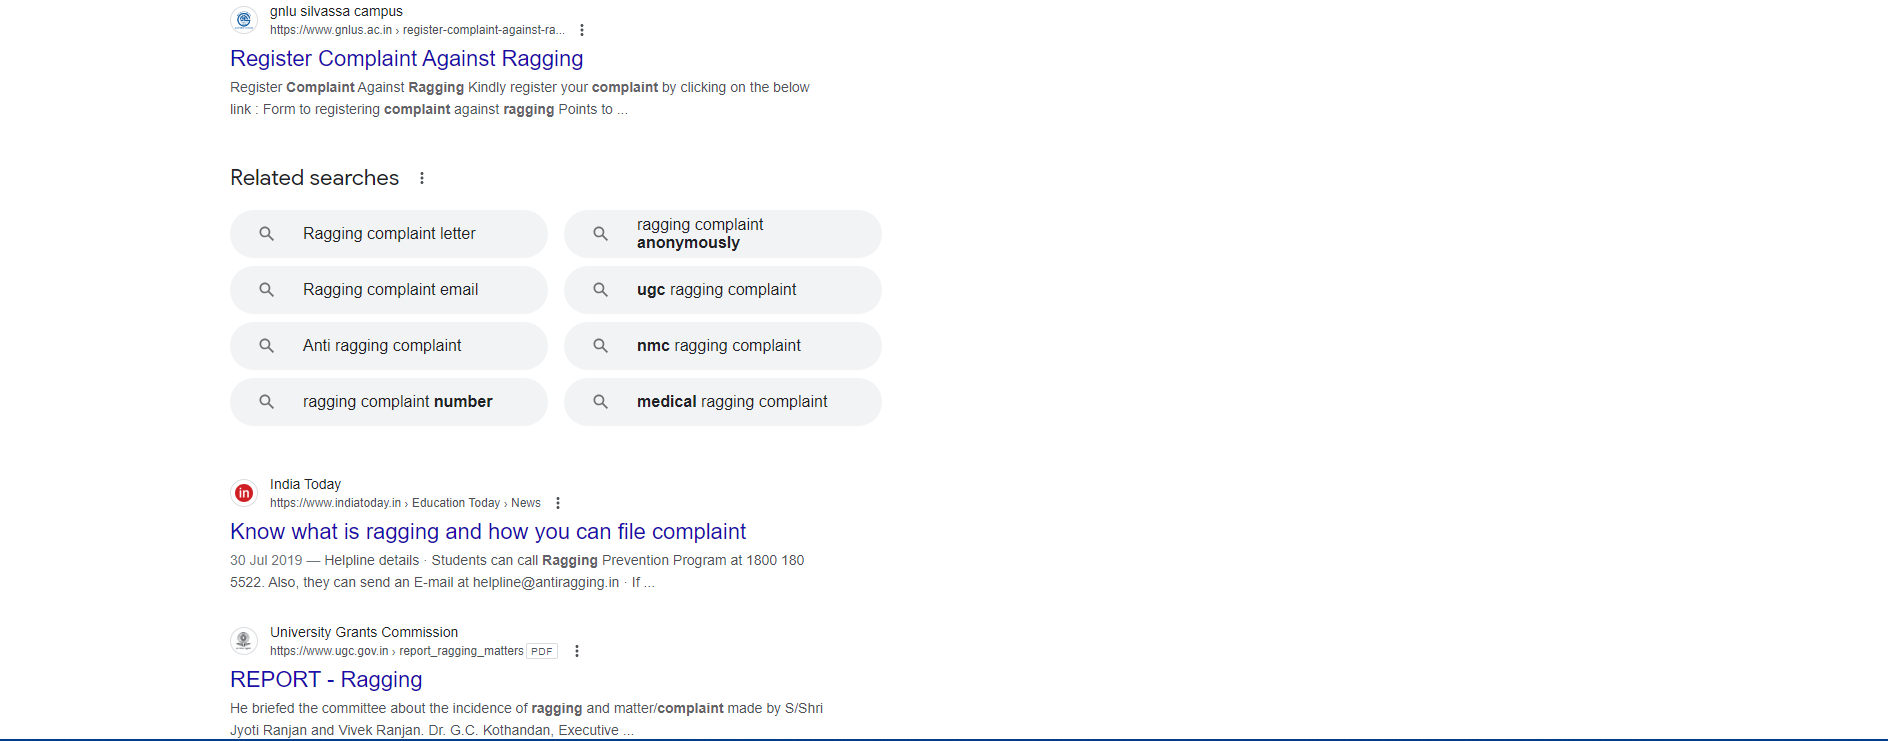 gnlu silvassa campus
https://www.gnlus.ac.in › register-complaint-against-ra...
Register Complaint Against Ragging
Register Complaint Against Ragging Kindly register your complaint by clicking on the below
link : Form to registering complaint against ragging Points to ...
Related searches
Ragging complaint letter
ragging complaint
anonymously
Ragging complaint email
ugc ragging complaint
Anti ragging complaint
nmc ragging complaint
ragging complaint number
medical ragging complaint
in
India Today
https://www.indiatoday.in › Education Today › News
Know what is ragging and how you can file complaint
30 Jul 2019 — Helpline details · Students can call Ragging Prevention Program at 1800 180
5522. Also, they can send an E-mail at helpline@antiragging.in · If ...
University Grants Commission
https://www.ugc.gov.in › report_ragging_matters PDF
REPORT - Ragging
He briefed the committee about the incidence of ragging and matter/complaint made by S/Shri
Jyoti Ranjan and Vivek Ranjan. Dr. G.C. Kothandan, Executive ...